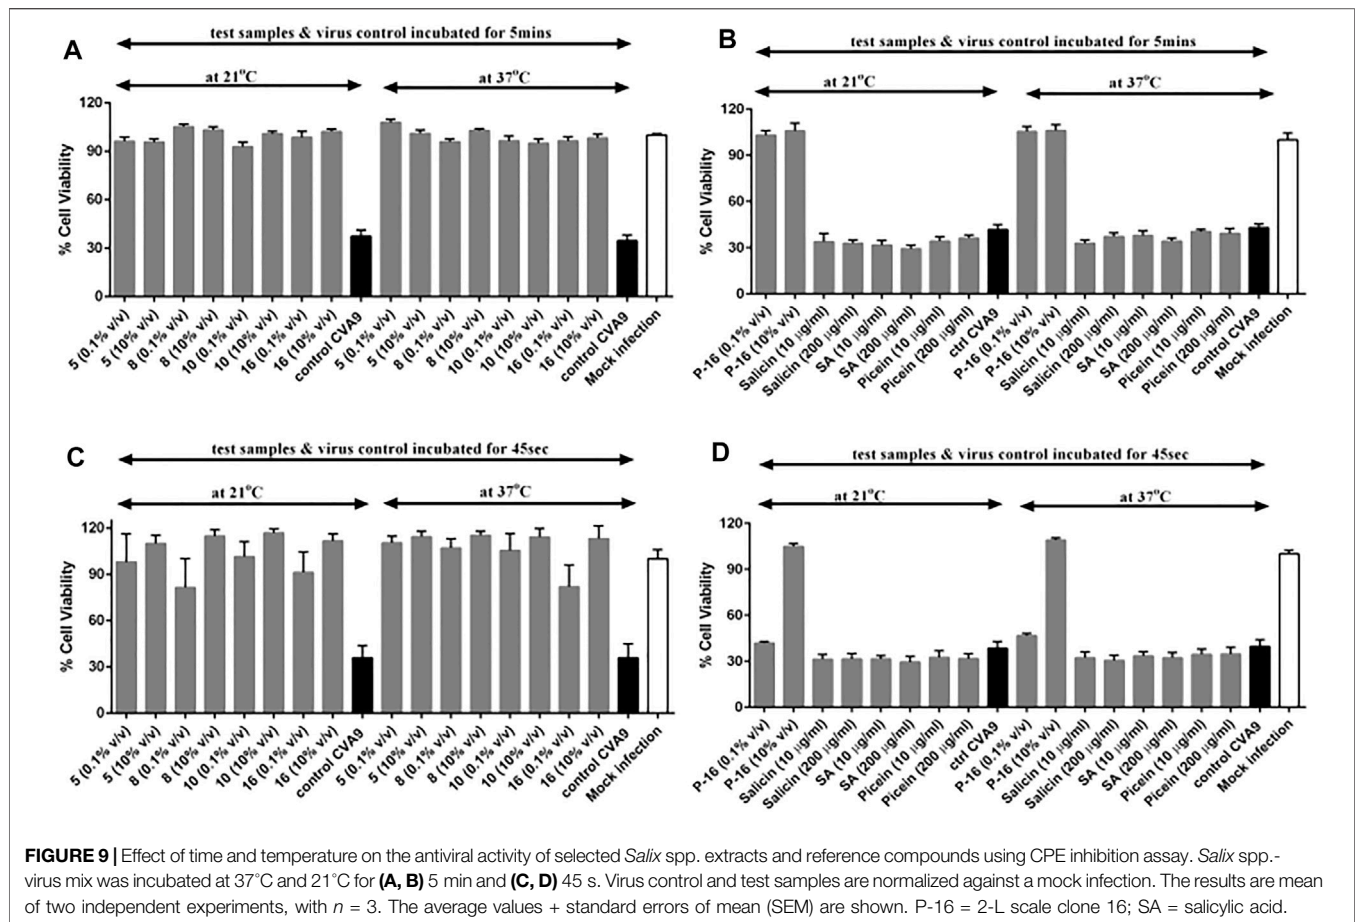 A
test samples & virus control incubated for 5mins
at 21°C
at 37°C
% Cell Viability
120
90
60
30
0
5 (0.1% v/v)
5 (10% v/v)
8 (0.1% v/v)
8 (10% v/v)
10 (0.1% v/v)
10 (10% v/v)
16 (0.1% v/v)
16 (10% v/v)
control CVA9
5 (0.1% v/v)
5 (10% v/v)
8 (0.1% v/v)
8 (10% v/v)
10 (0.1% v/v)
10 (10% v/v)
16 (0.1% v/v)
16 (10% v/v)
control CVA9
Mock infection
B
test samples & virus control incubated for 5mins
at 21°C
at 37°C
% Cell Viability
120
90
60
30
0
P-16 (0.1% v/v)
P-16 (10% v/v)
Salicin (10 µg/ml)
Salicin (200 µg/ml)
SA (10 µg/ml)
SA (200 µg/ml)
Picein (10 µg/ml)
Picein (200 µg/ml)
ctrl CVA9
P-16 (0.1% v/v)
P-16 (10% v/v)
Salicin (10 µg/ml)
Salicin (200 µg/ml)
SA (10 µg/ml)
SA (200 µg/ml)
Picein (10 µg/ml)
Picein (200 µg/ml)
control CVA9
Mock infection
C
test samples & virus control incubated for 45sec
at 21°C
at 37°C
% Cell Viability
120
90
60
30
0
5 (0.1% v/v)
5 (10% v/v)
8 (0.1% v/v)
8 (10% v/v)
10 (0.1% v/v)
10 (10% v/v)
16 (0.1% v/v)
16 (10% v/v)
control CVA9
5 (0.1% v/v)
5 (10% v/v)
8 (0.1% v/v)
8 (10% v/v)
10 (0.1% v/v)
10 (10% v/v)
16 (0.1% v/v)
16 (10% v/v)
control CVA9
Mock infection
D
test samples & virus control incubated for 45sec
at 21°C
at 37°C
% Cell Viability
120
90
60
30
0
P-16 (0.1% v/v)
P-16 (10% v/v)
Salicin (10 µg/ml)
Salicin (200 µg/ml)
SA (10 µg/ml)
SA (200 µg/ml)
Picein (10 µg/ml)
Picein (200 µg/ml)
ctrl CVA9
P-16 (0.1% v/v)
P-16 (10% v/v)
Salicin (10 µg/ml)
Salicin (200 µg/ml)
SA (10 µg/ml)
SA (200 µg/ml)
Picein (10 µg/ml)
Picein (200 µg/ml)
control CVA9
Mock infection
FIGURE 9 | Effect of time and temperature on the antiviral activity of selected Salix spp. extracts and reference compounds using CPE inhibition assay. Salix spp.-
virus mix was incubated at 37°C and 21°C for (A, B) 5 min and (C, D) 45 s. Virus control and test samples are normalized against a mock infection. The results are mean
of two independent experiments, with n = 3. The average values + standard errors of mean (SEM) are shown. P-16 = 2-L scale clone 16; SA = salicylic acid.